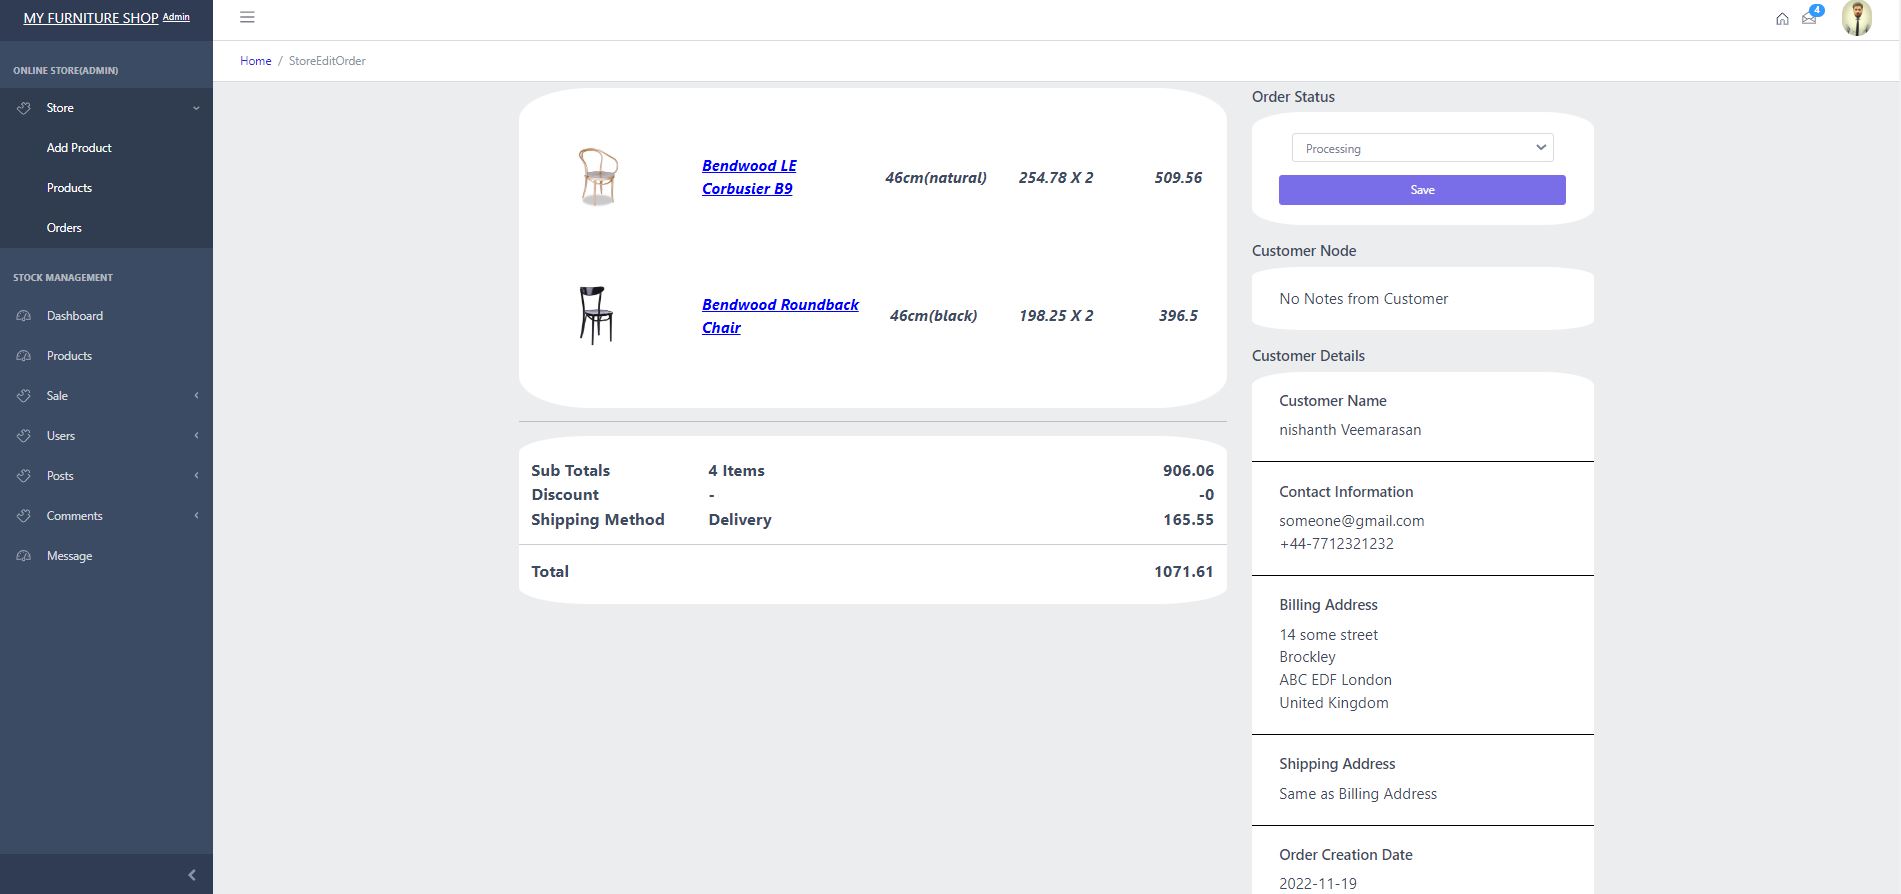 MY FURNITURE SHOP Admin
4
ONLINE STORE(ADMIN)
Store
Add Product
Products
Orders
STOCK MANAGEMENT
Dashboard
Products
Sale
Users
Posts
Comments
Message
Home / StoreEditOrder
Bendwood LE
Corbusier B9
46cm(natural) 254.78 X 2 509.56
Bendwood Roundback
Chair
46cm(black) 198.25 X 2 396.5
Sub Totals 4 Items 906.06
Discount - -0
Shipping Method Delivery 165.55
Total 1071.61
Order Status
Processing
Save
Customer Node
No Notes from Customer
Customer Details
Customer Name
nishanth Veemarasan
Contact Information
someone@gmail.com
+44-7712321232
Billing Address
14 some street
Brockley
ABC EDF London
United Kingdom
Shipping Address
Same as Billing Address
Order Creation Date
2022-11-19